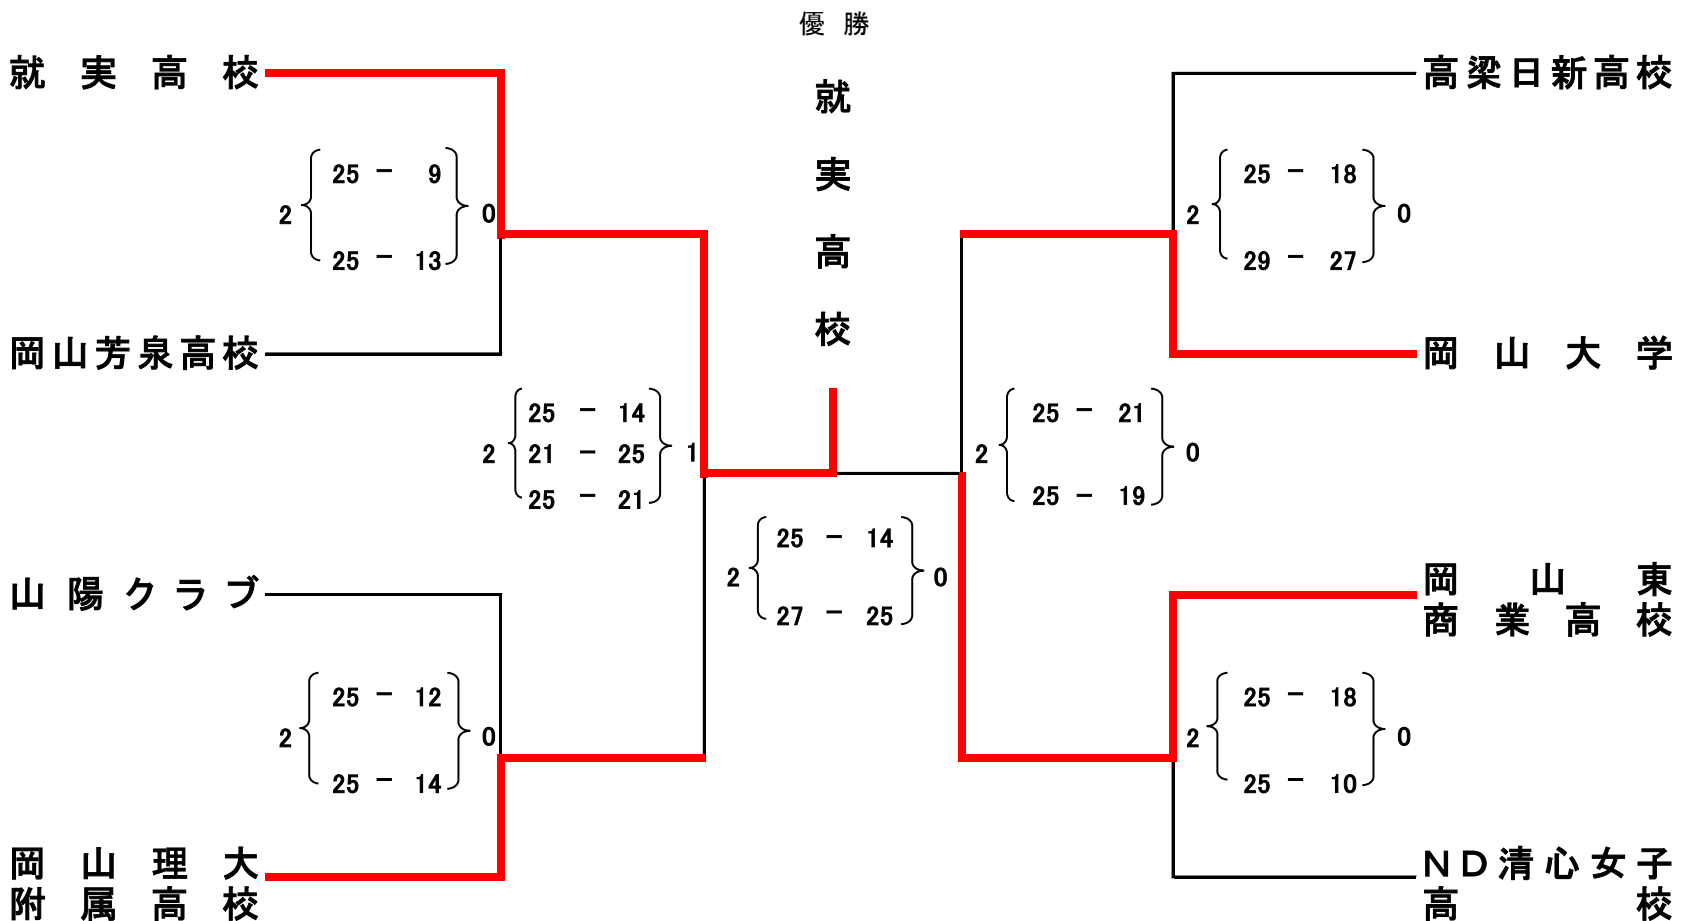 優勝
就実高校
就実高校
25 － 9
2 0
25 － 13
岡山芳泉高校
25 － 14
2 21 － 25 1
25 － 21
山陽クラブ
25 － 12
2 0
25 － 14
岡山理大
附属高校
25 － 14
2 0
27 － 25
高梁日新高校
25 － 18
2 0
29 － 27
岡山大学
25 － 21
2 0
25 － 19
岡山東
商業高校
25 － 18
2 0
25 － 10
ＮＤ清心女子
高校